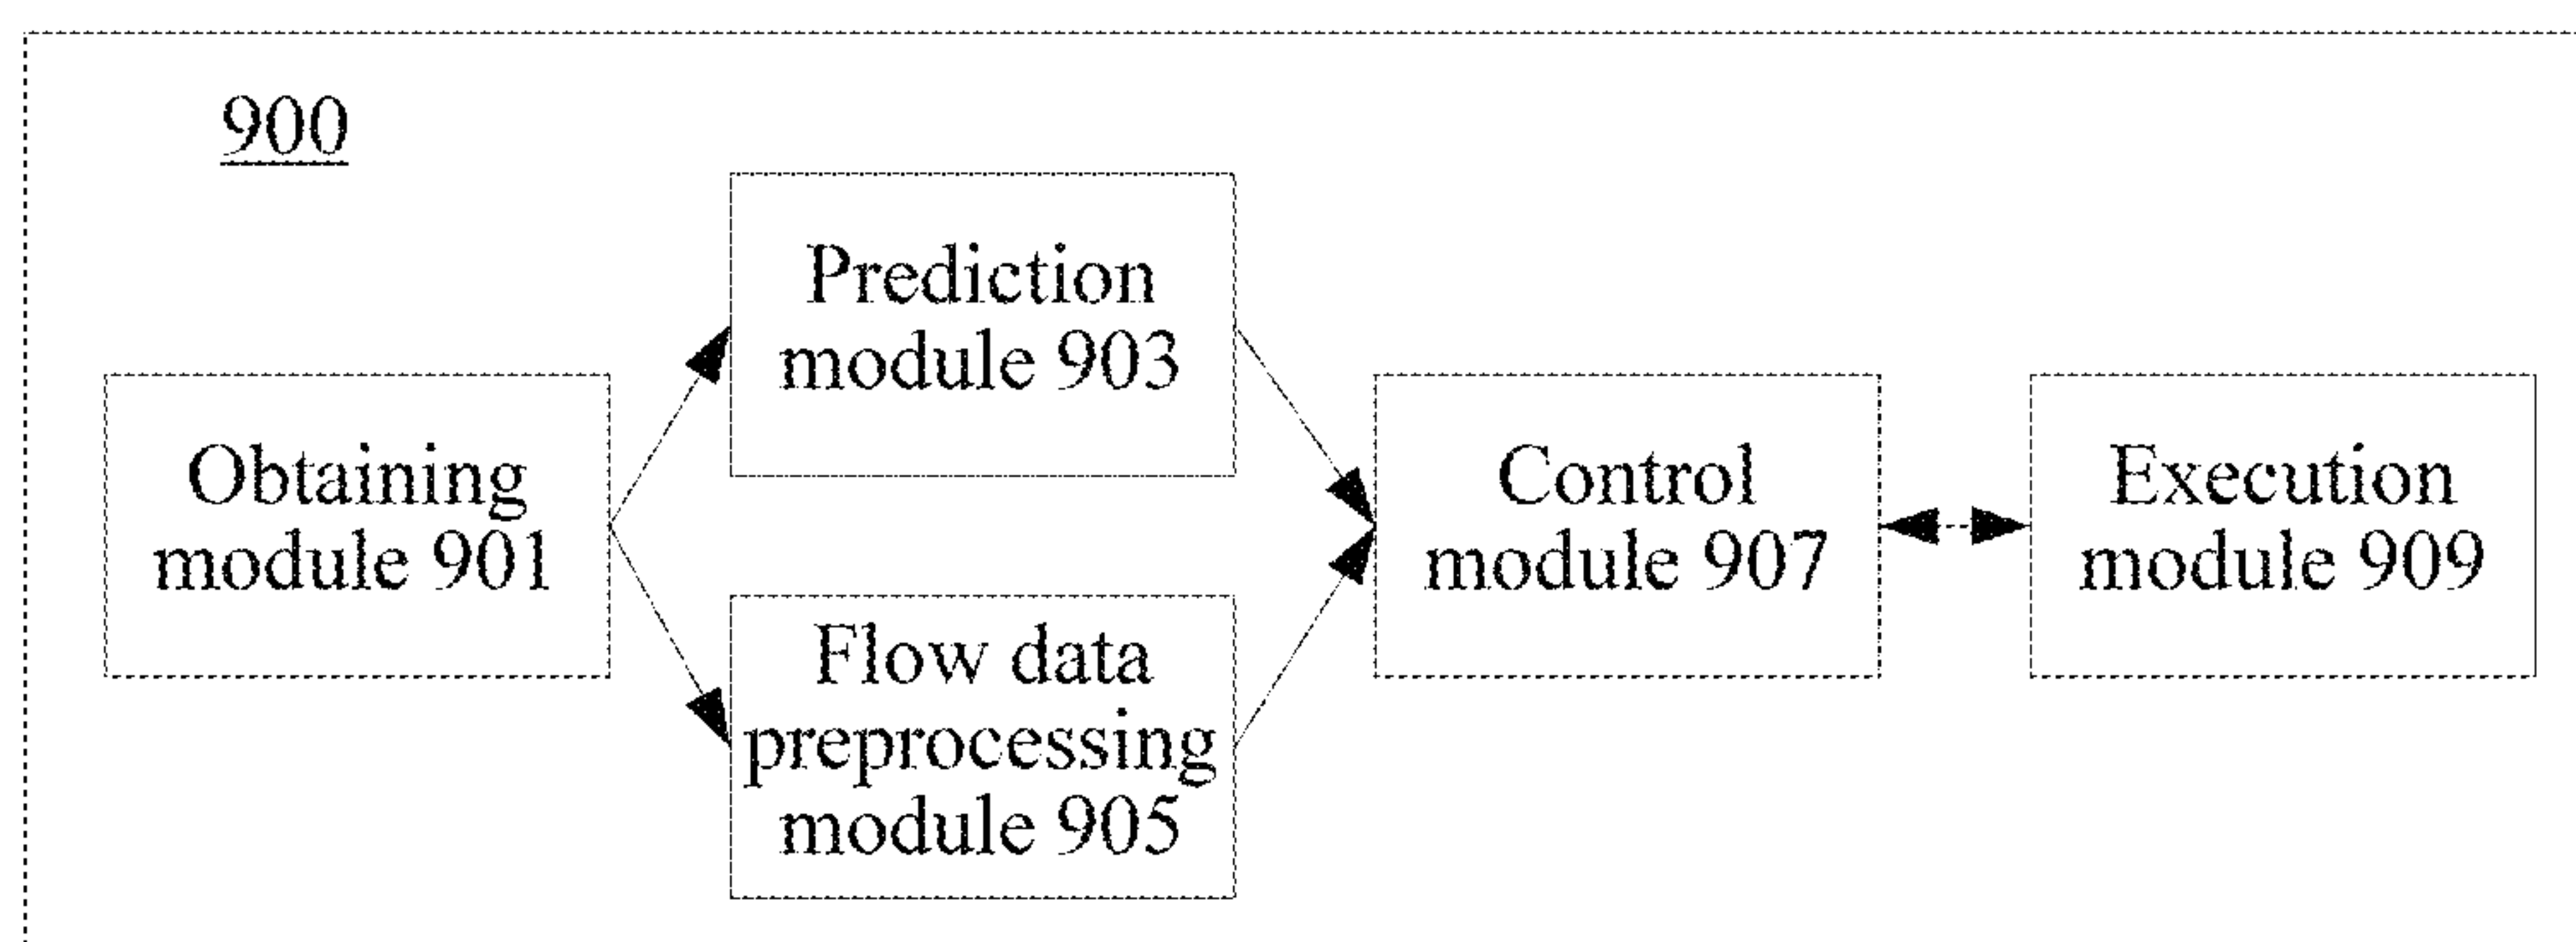 900
Prediction
module 903
Obtaining
module 901
Control
module 907
Execution
module 909
Flow data
preprocessing
module 905